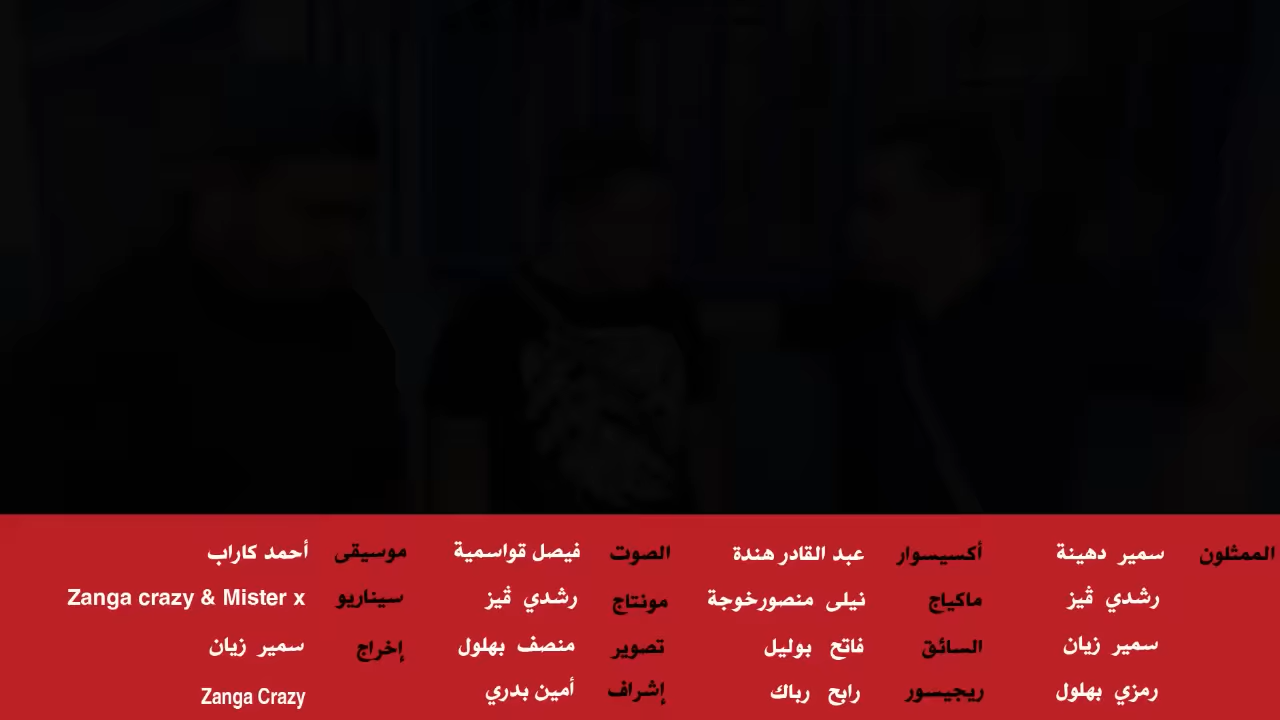 الممثلون سمير دهينة أكسيسوار عبد القادر هندة الصوت فيصل قواسمية موسيقى أحمد كاراب
رشدي ڤيز ماكياج نيلى منصورخوجة مونتاج رشدي ڤيز سيناريو Zanga crazy & Mister x
سمير زيان السائق فاتح بوليل تصوير منصف بهلول إخراج سمير زيان
رمزي بهلول ريجيسور رابح رباك إشراف أمين بدري Zanga Crazy